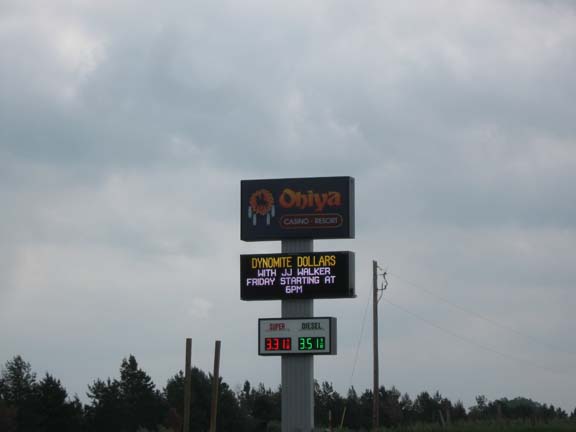 Ohiya
CASINO · RESORT
DYNOMITE DOLLARS
WITH JJ WALKER
FRIDAY STARTING AT
6PM
SUPER DIESEL
3.31 3.51